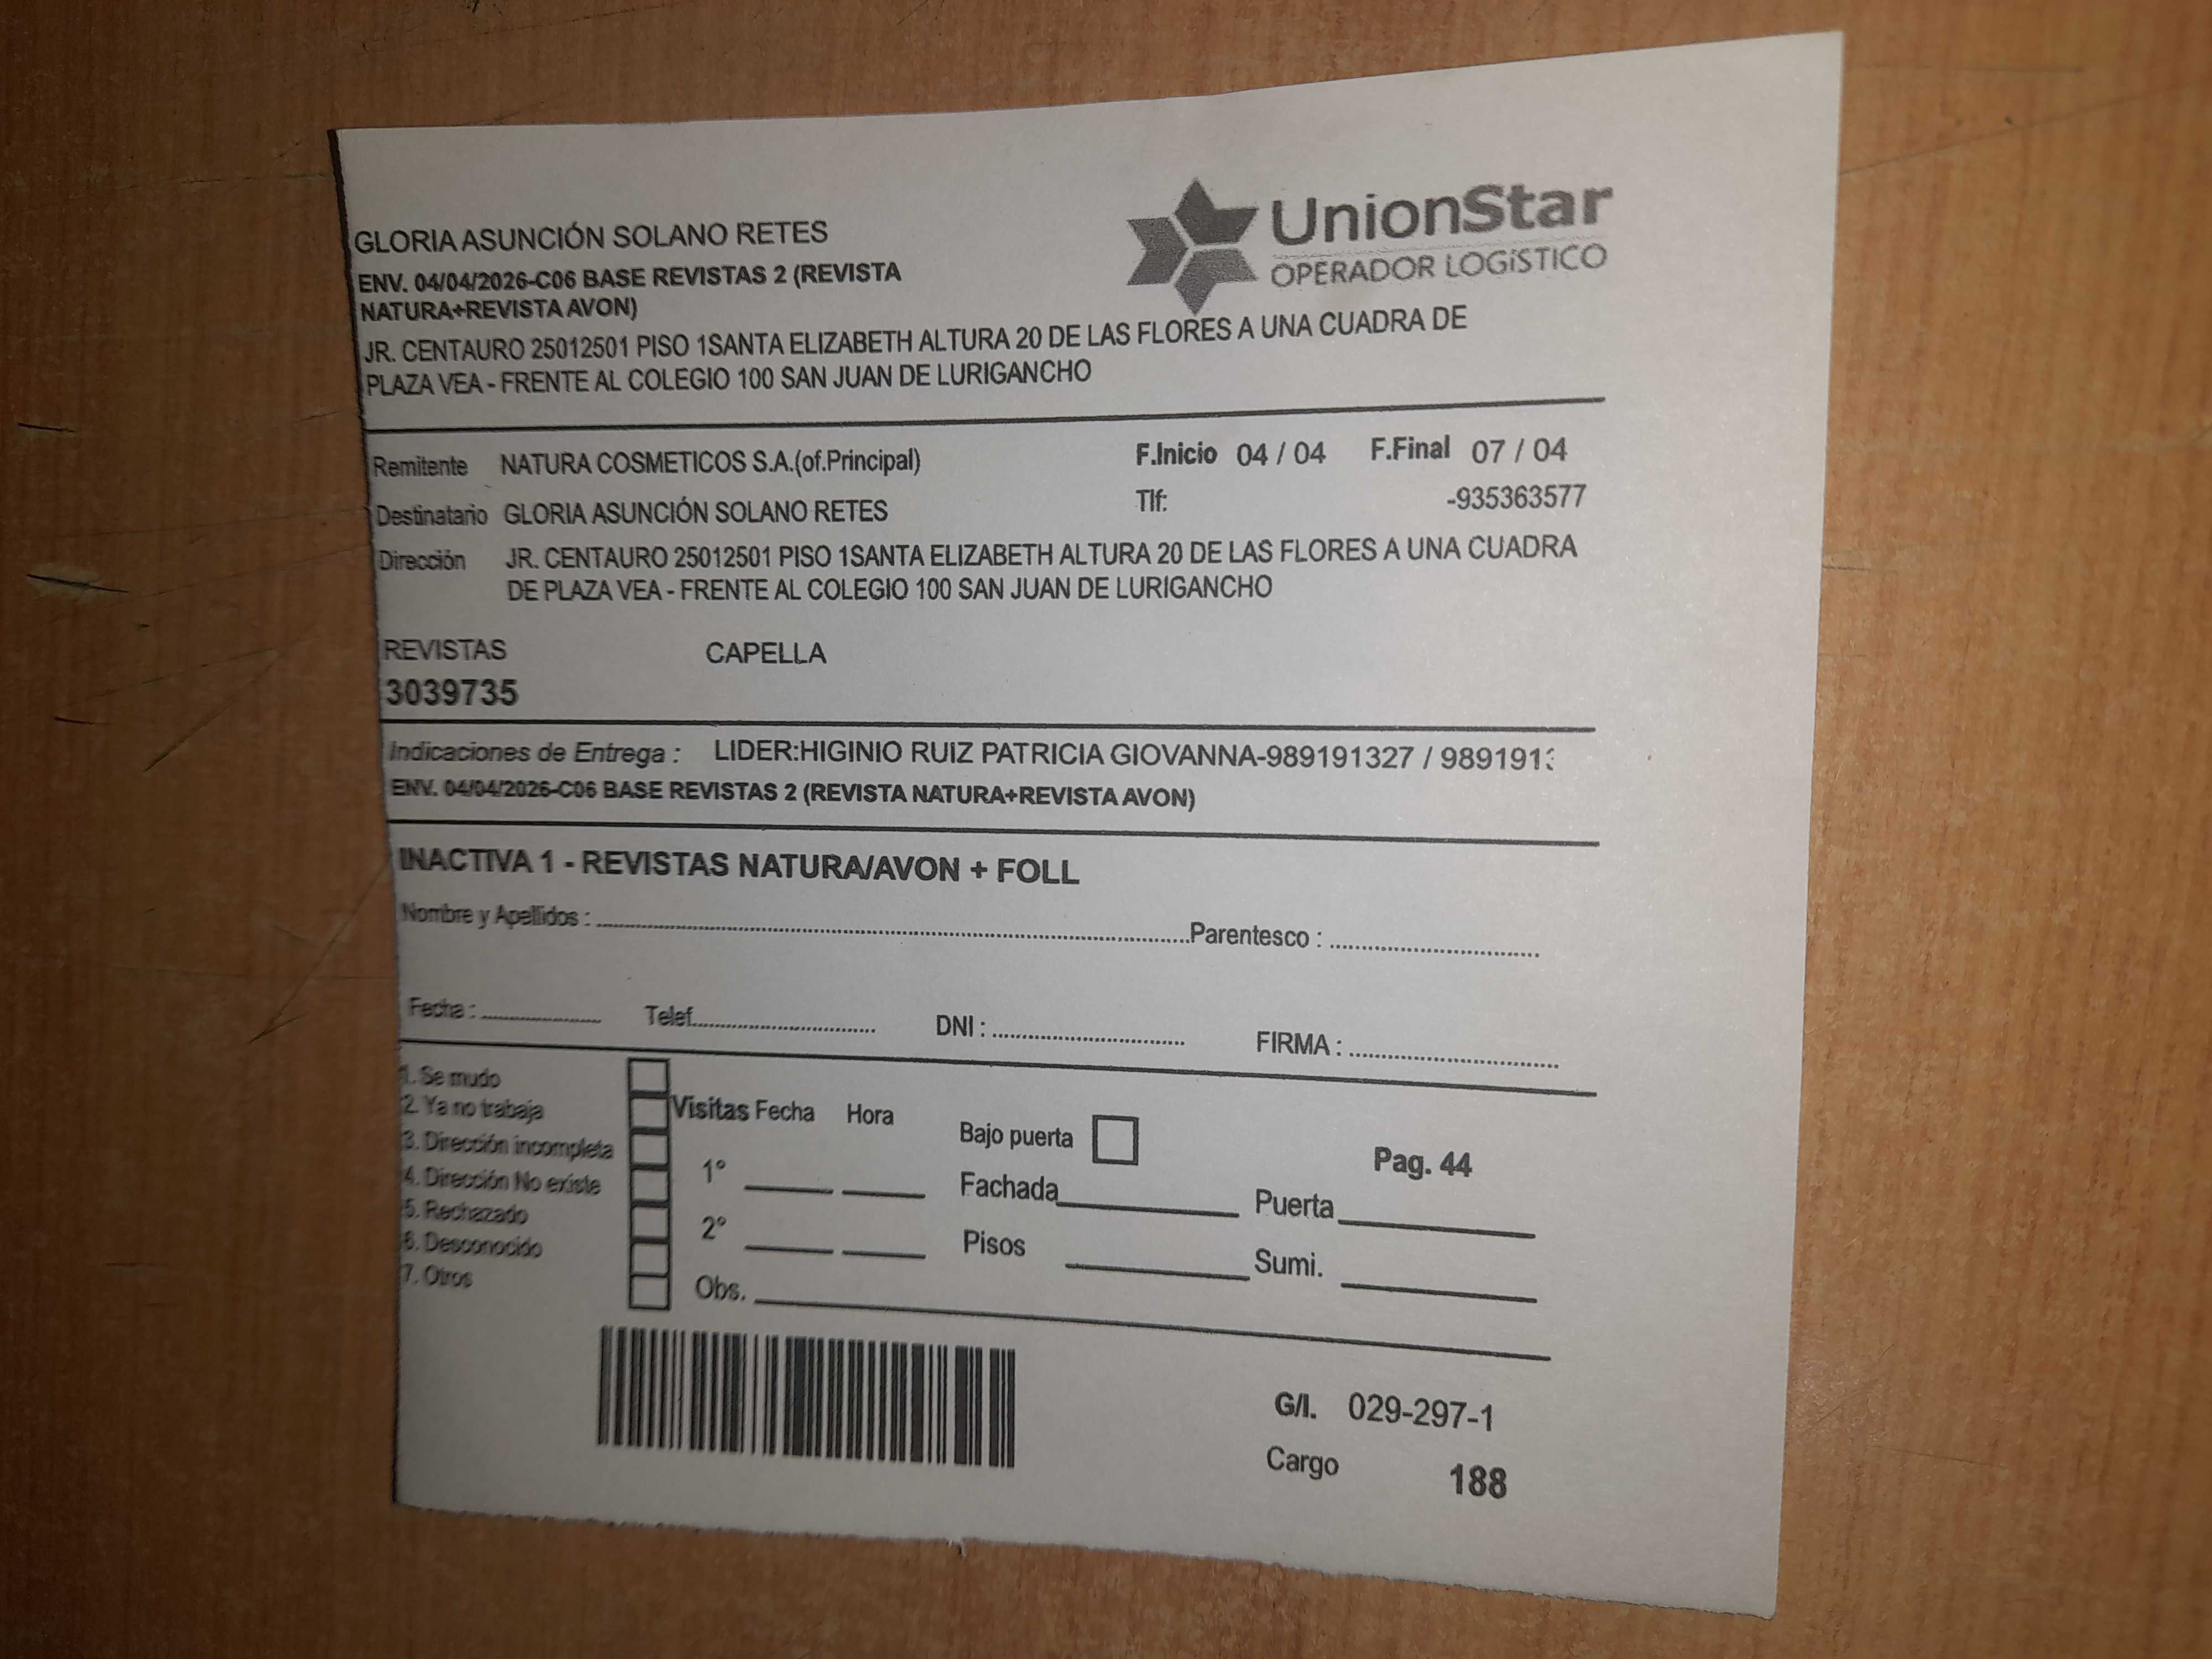 GLORIA ASUNCIÓN SOLANO RETES
UnionStar
OPERADOR LOGíSTICO
ENV. 04/04/2026-C06 BASE REVISTAS 2 (REVISTA
NATURA+REVISTA AVON)
JR. CENTAURO 25012501 PISO 1SANTA ELIZABETH ALTURA 20 DE LAS FLORES A UNA CUADRA DE
PLAZA VEA - FRENTE AL COLEGIO 100 SAN JUAN DE LURIGANCHO
Remitente NATURA COSMETICOS S.A.(of.Principal) F.Inicio 04 / 04 F.Final 07 / 04
Destinatario GLORIA ASUNCIÓN SOLANO RETES Tlf: -935363577
Dirección JR. CENTAURO 25012501 PISO 1SANTA ELIZABETH ALTURA 20 DE LAS FLORES A UNA CUADRA
DE PLAZA VEA - FRENTE AL COLEGIO 100 SAN JUAN DE LURIGANCHO
REVISTAS CAPELLA
3039735
Indicaciones de Entrega : LIDER:HIGINIO RUIZ PATRICIA GIOVANNA-989191327 / 989191
ENV. 04/04/2026-C06 BASE REVISTAS 2 (REVISTA NATURA+REVISTA AVON)
INACTIVA 1 - REVISTAS NATURA/AVON + FOLL
Nombre y Apellidos : Parentesco :
Fecha : Telef. DNI : FIRMA :
1. Se mudo
2. Ya no trabaja
3. Dirección incompleta
4. Dirección No existe
5. Rechazado
6. Desconocido
7. Otros
Visitas Fecha Hora
1°
2°
Obs.
Bajo puerta
Pag. 44
Fachada Puerta
Pisos Sumi.
G/I. 029-297-1
Cargo 188